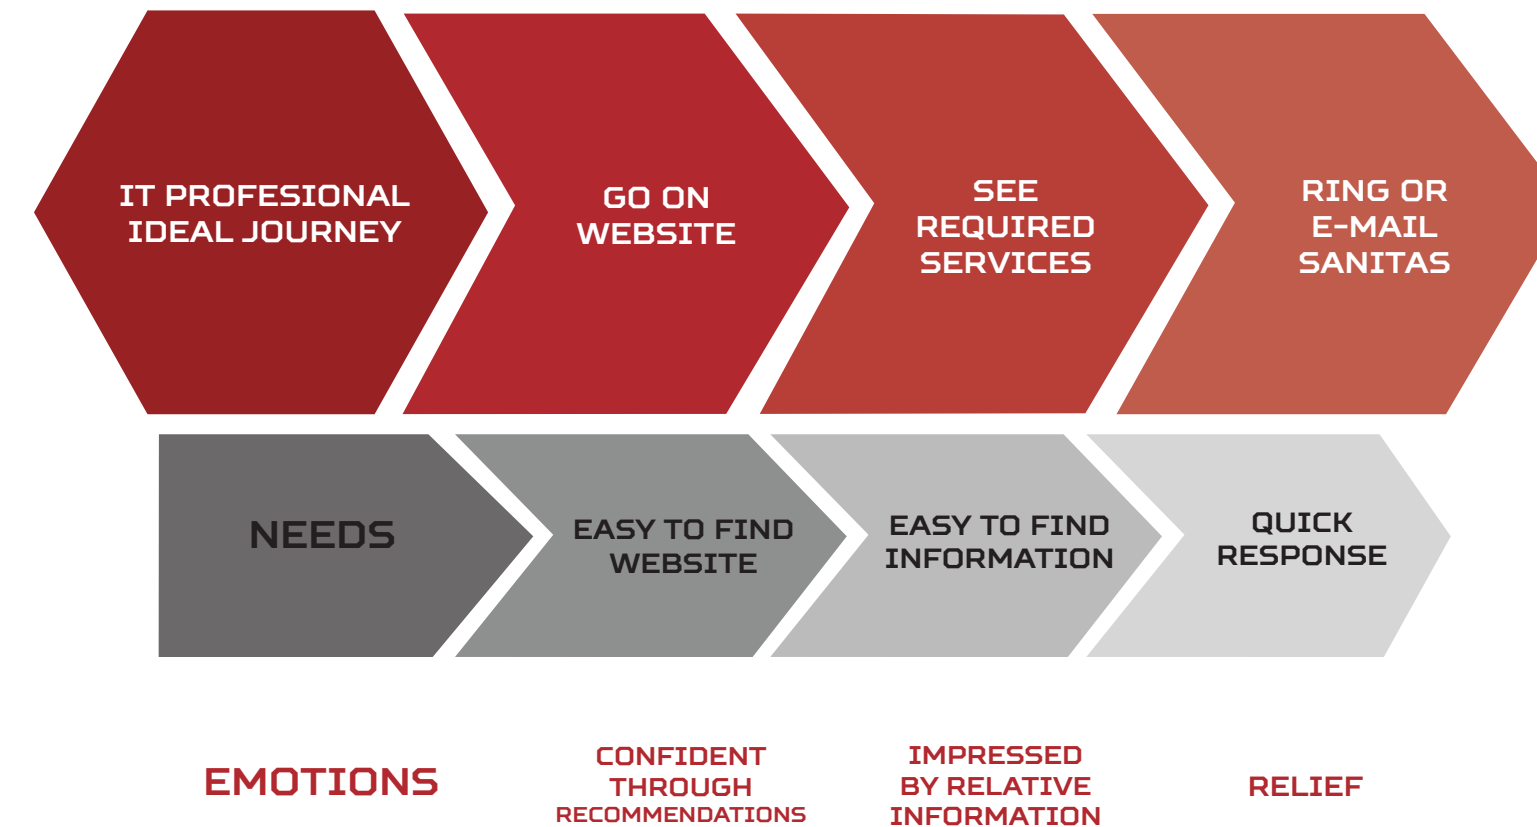 IT PROFESIONAL
IDEAL JOURNEY
GO ON
WEBSITE
SEE
REQUIRED
SERVICES
RING OR
E-MAIL
SANITAS
NEEDS
EASY TO FIND
WEBSITE
EASY TO FIND
INFORMATION
QUICK
RESPONSE
EMOTIONS
CONFIDENT
THROUGH
RECOMMENDATIONS
IMPRESSED
BY RELATIVE
INFORMATION
RELIEF